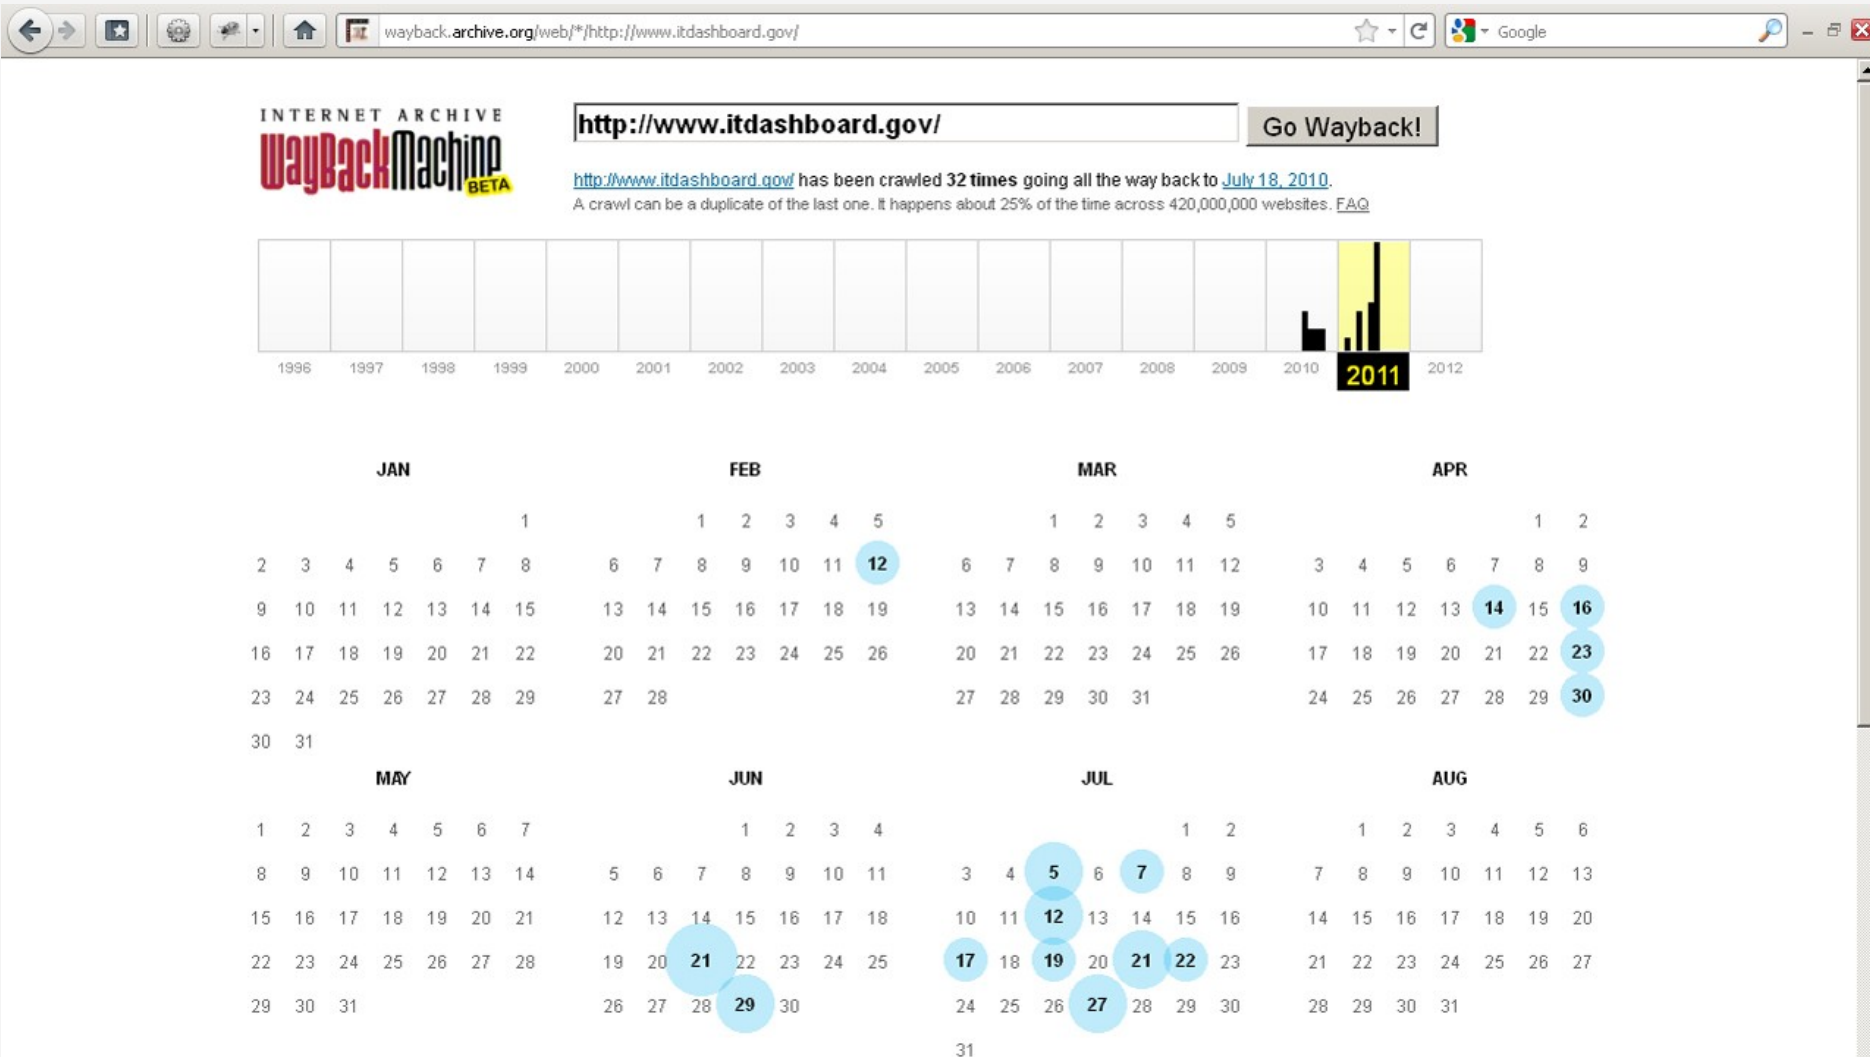 wayback.archive.org/web/*/http://www.itdashboard.gov/
Google
INTERNET ARCHIVE
WayBackMachine
BETA
http://www.itdashboard.gov/
Go Wayback!
http://www.itdashboard.gov/ has been crawled 32 times going all the way back to July 18, 2010.
A crawl can be a duplicate of the last one. It happens about 25% of the time across 420,000,000 websites. FAQ
1996 1997 1998 1999 2000 2001 2002 2003 2004 2005 2006 2007 2008 2009 2010 2011 2012
JAN FEB MAR APR
1 1 2 3 4 5 1 2 3 4 5 1 2
2 3 4 5 6 7 8 6 7 8 9 10 11 12 6 7 8 9 10 11 12 3 4 5 6 7 8 9
9 10 11 12 13 14 15 13 14 15 16 17 18 19 13 14 15 16 17 18 19 10 11 12 13 14 15 16
16 17 18 19 20 21 22 20 21 22 23 24 25 26 20 21 22 23 24 25 26 17 18 19 20 21 22 23
23 24 25 26 27 28 29 27 28 27 28 29 30 31 24 25 26 27 28 29 30
30 31
MAY JUN JUL AUG
1 2 3 4 5 6 7 1 2 3 4 1 2 1 2 3 4 5 6
8 9 10 11 12 13 14 5 6 7 8 9 10 11 3 4 5 6 7 8 9 7 8 9 10 11 12 13
15 16 17 18 19 20 21 12 13 14 15 16 17 18 10 11 12 13 14 15 16 14 15 16 17 18 19 20
22 23 24 25 26 27 28 19 20 21 22 23 24 25 17 18 19 20 21 22 23 21 22 23 24 25 26 27
29 30 31 26 27 28 29 30 24 25 26 27 28 29 30 28 29 30 31
31